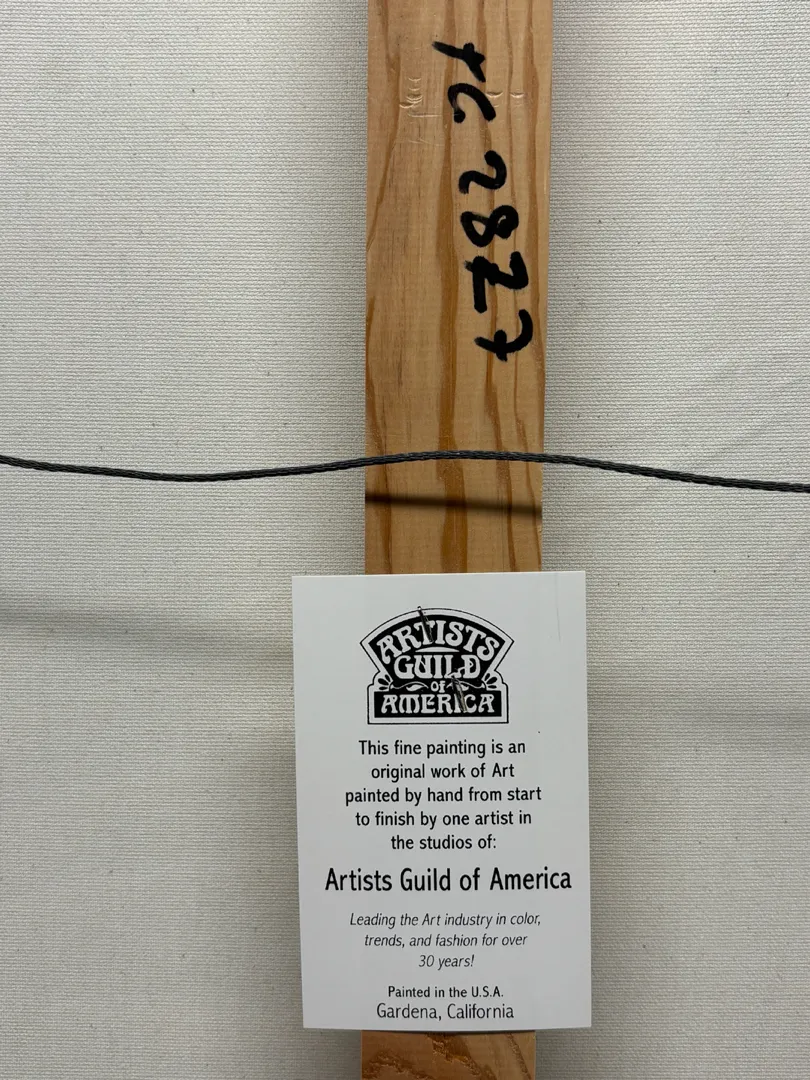 ARTISTS
GUILD
OF
AMERICA
This fine painting is an
original work of Art
painted by hand from start
to finish by one artist in
the studios of:
Artists Guild of America
Leading the Art industry in color,
trends, and fashion for over
30 years!
Painted in the U.S.A.
Gardena, California